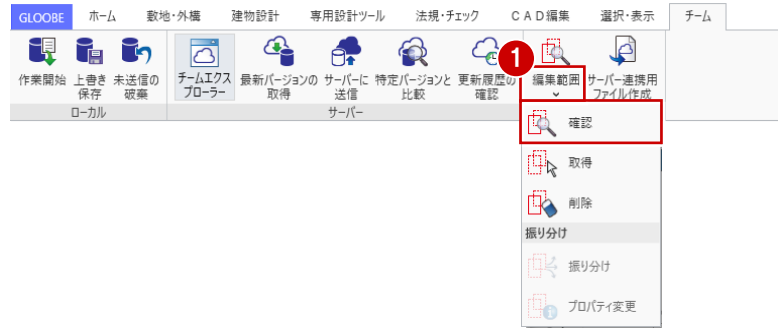 GLOOBE ホーム 敷地・外構 建物設計 専用設計ツール 法規・チェック CAD編集 選択・表示 チーム
1
作業開始 上書き 未送信の チームエクス 最新バージョンの サーバーに 特定バージョンと 更新履歴の 編集範囲 サーバー連携用
保存 破棄 プローラー 取得 送信 比較 確認 ファイル作成
ローカル サーバー
確認
取得
削除
振り分け
振り分け
プロパティ変更